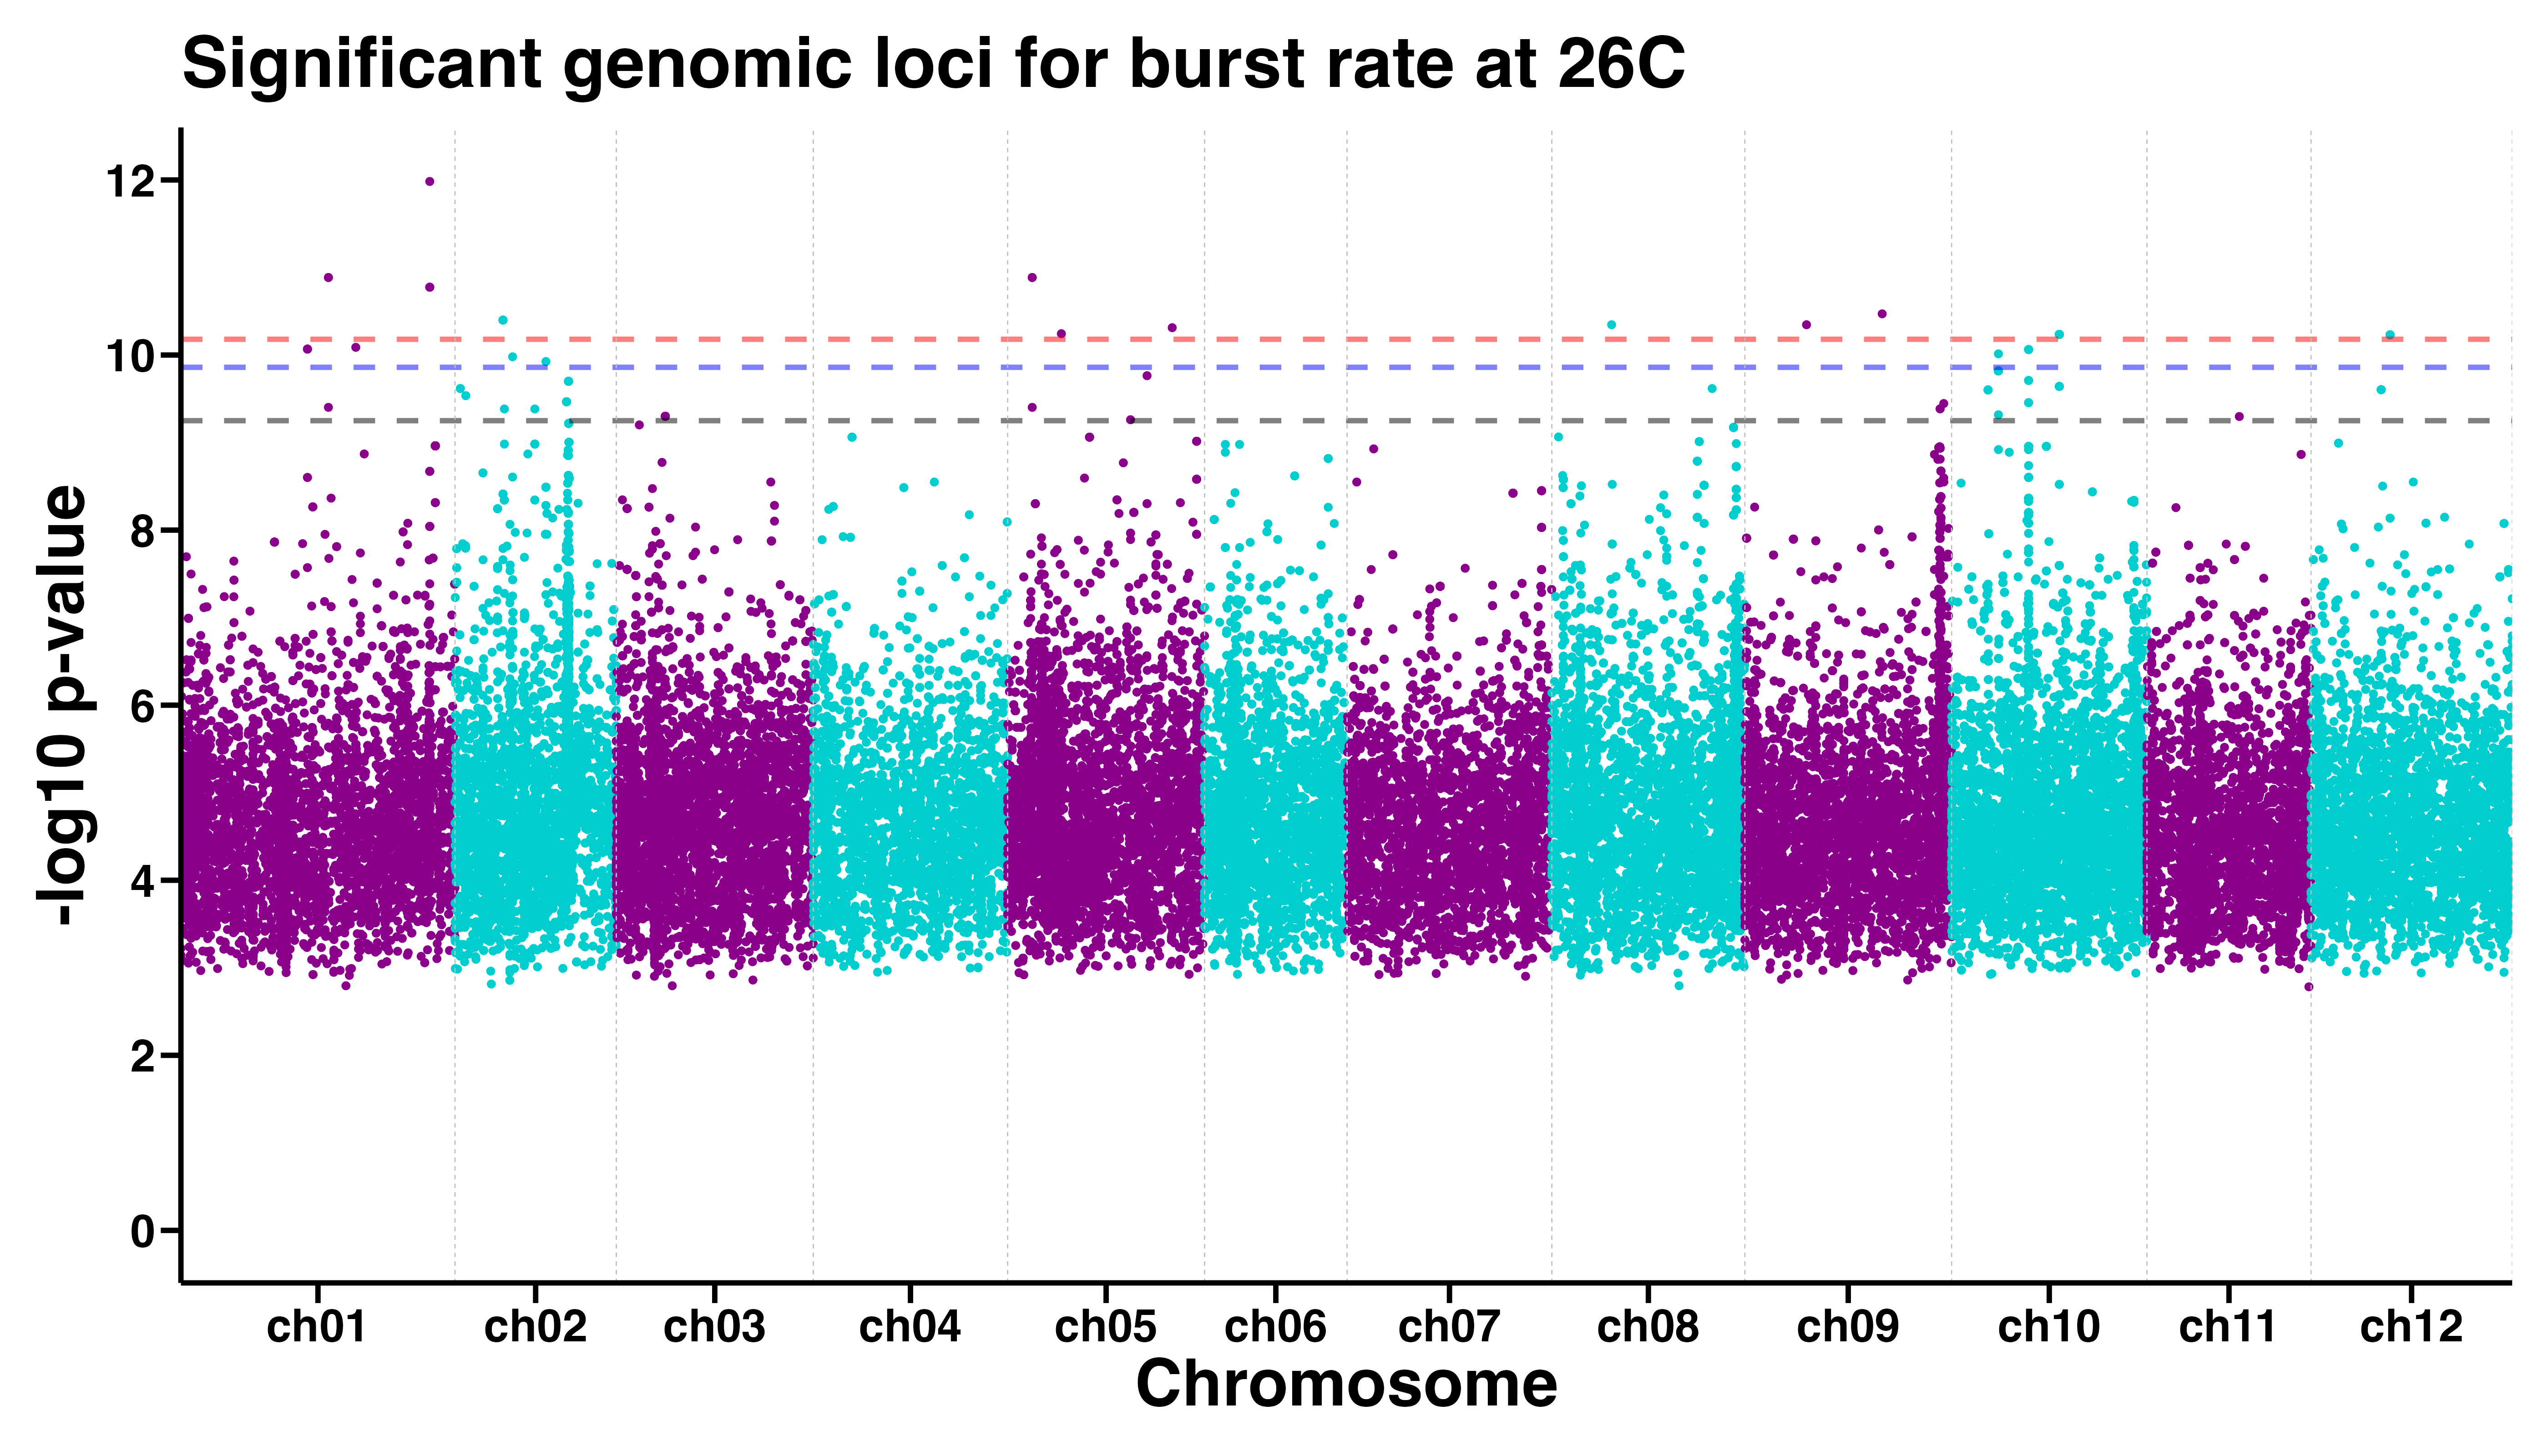 Significant genomic loci for burst rate at 26C
-log10 p-value
12
10
8
6
4
2
0
ch01 ch02 ch03 ch04 ch05 ch06 ch07 ch08 ch09 ch10 ch11 ch12
Chromosome